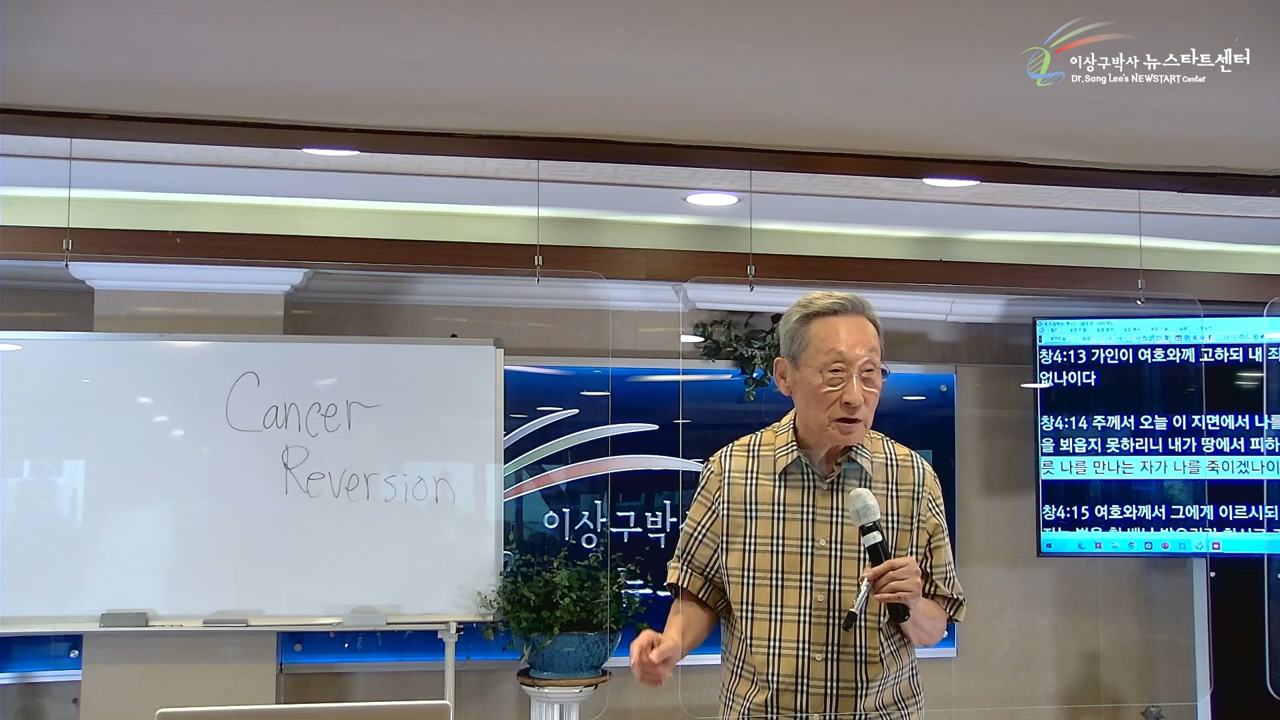 이상구박사 뉴스타트센터
Dr. Sang Lee's NEWSTART Center
Cancer
Reversion
이상구박사
창4:13 가인이 여호와께 고하되 내 죄
없나이다
창4:14 주께서 오늘 이 지면에서 나를
을 뵈옵지 못하리니 내가 땅에서 피하
릇 나를 만나는 자가 나를 죽이겠나이
창4:15 여호와께서 그에게 이르시되